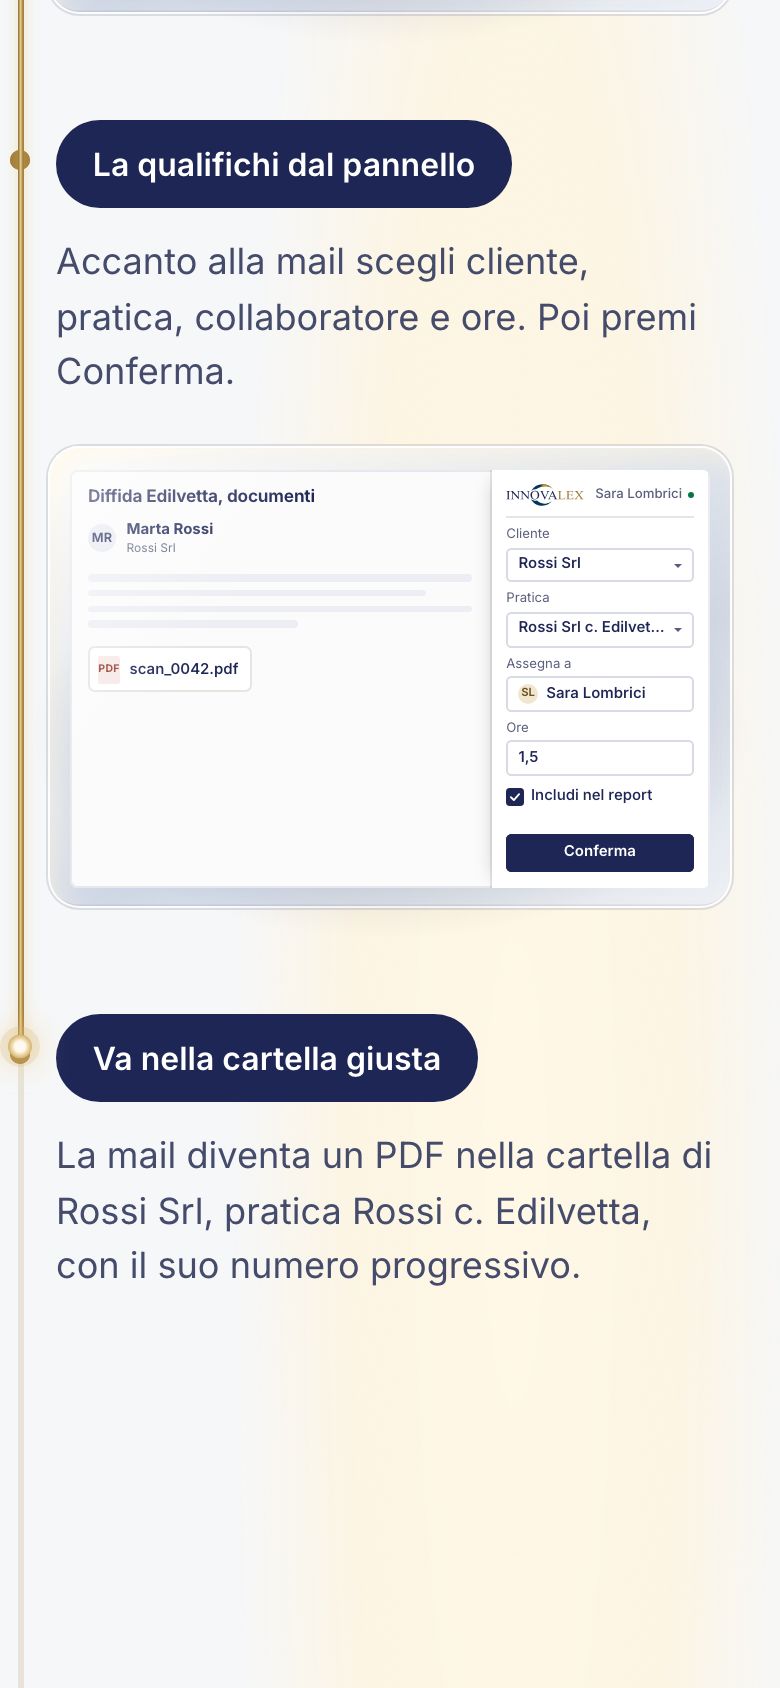 La qualifichi dal pannello
Accanto alla mail scegli cliente,
pratica, collaboratore e ore. Poi premi
Conferma.
Diffida Edilvetta, documenti
MR
Marta Rossi
Rossi Srl
PDF
scan_0042.pdf
INNOVALEX
Sara Lombrici
Cliente
Rossi Srl
Pratica
Rossi Srl c. Edilvet...
Assegna a
SL
Sara Lombrici
Ore
1,5
Includi nel report
Conferma
Va nella cartella giusta
La mail diventa un PDF nella cartella di
Rossi Srl, pratica Rossi c. Edilvetta,
con il suo numero progressivo.